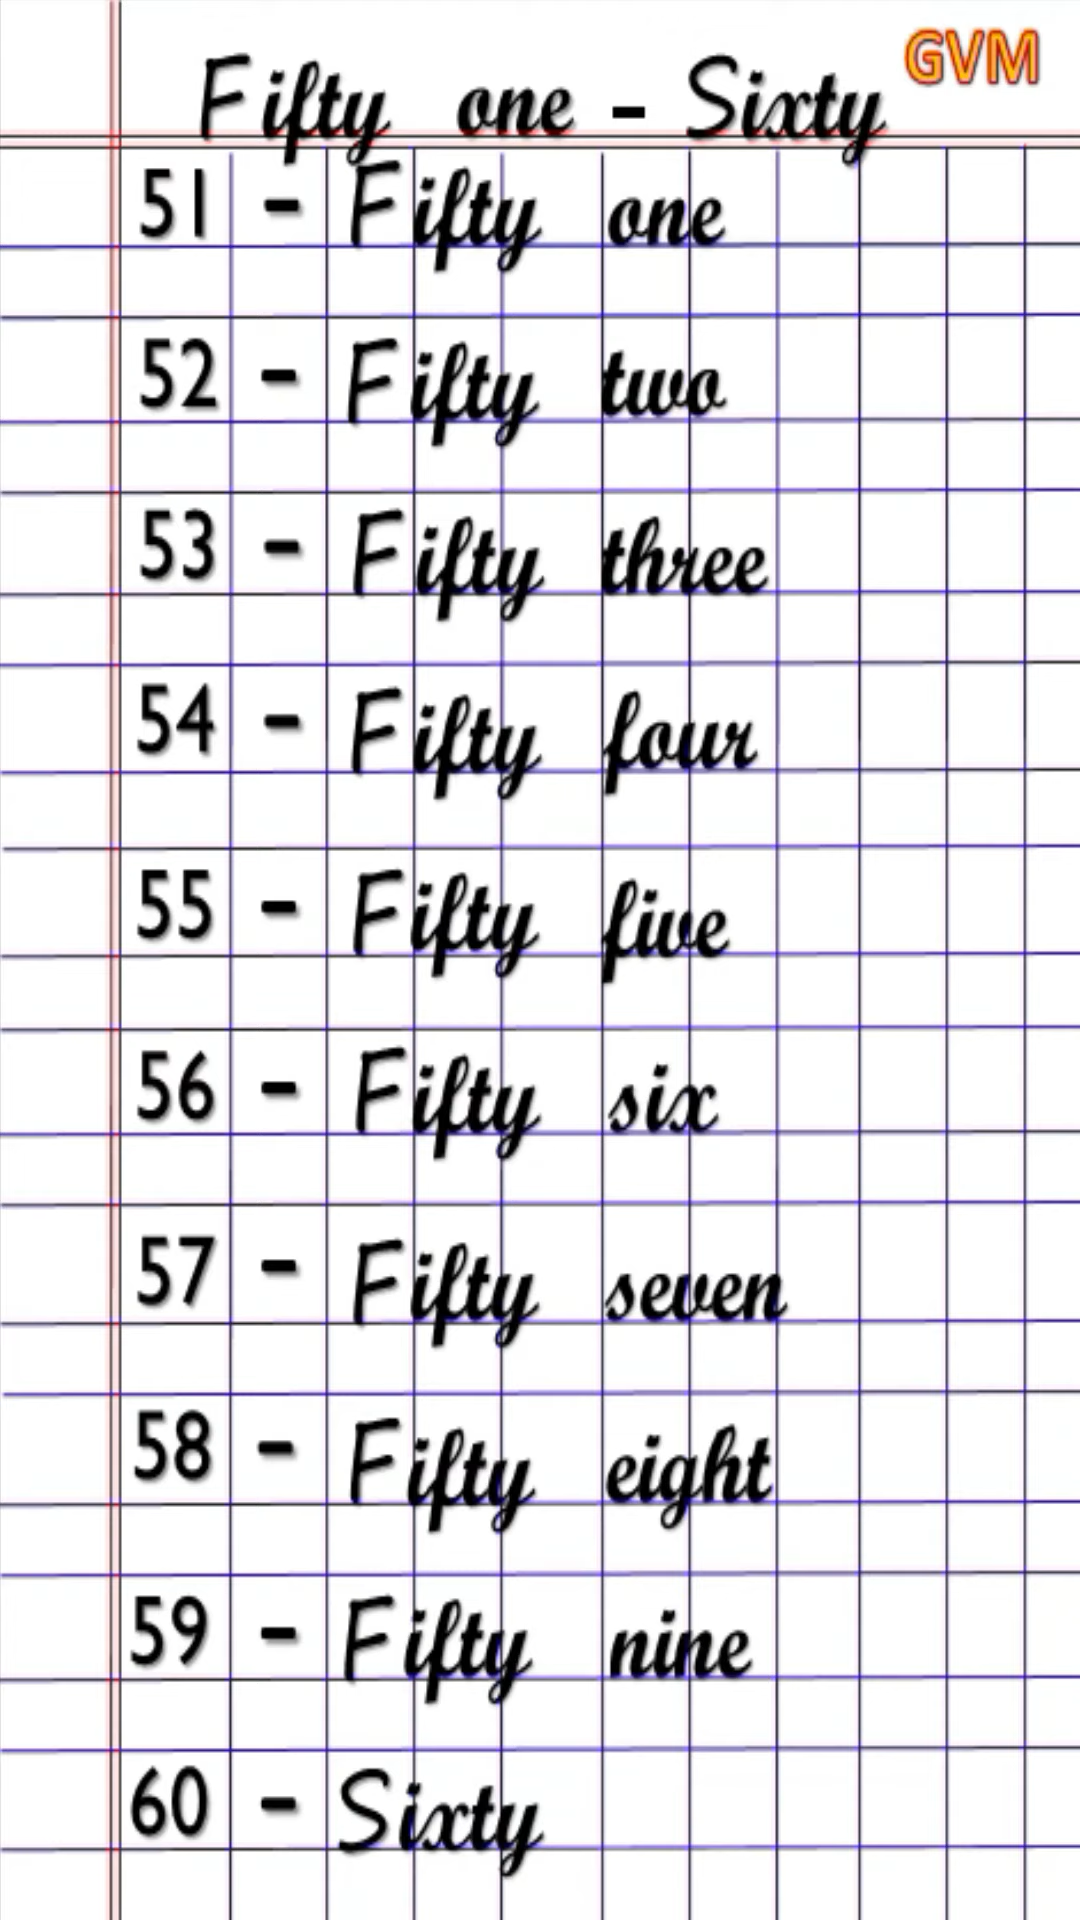 GVM
Fifty one - Sixty
51 - Fifty one
52 - Fifty two
53 - Fifty three
54 - Fifty four
55 - Fifty five
56 - Fifty six
57 - Fifty seven
58 - Fifty eight
59 - Fifty nine
60 - Sixty